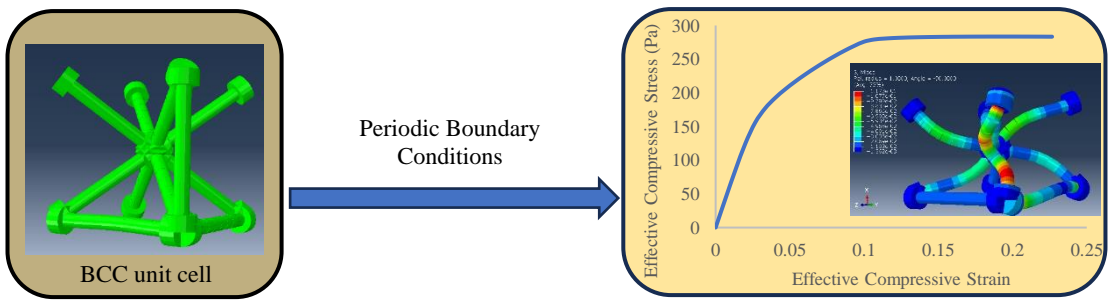 BCC unit cell
Periodic Boundary
Conditions
Effective Compressive Stress (Pa)
300
250
200
150
100
50
0
0
0.05
0.1
0.15
0.2
0.25
Effective Compressive Strain
S, Mises